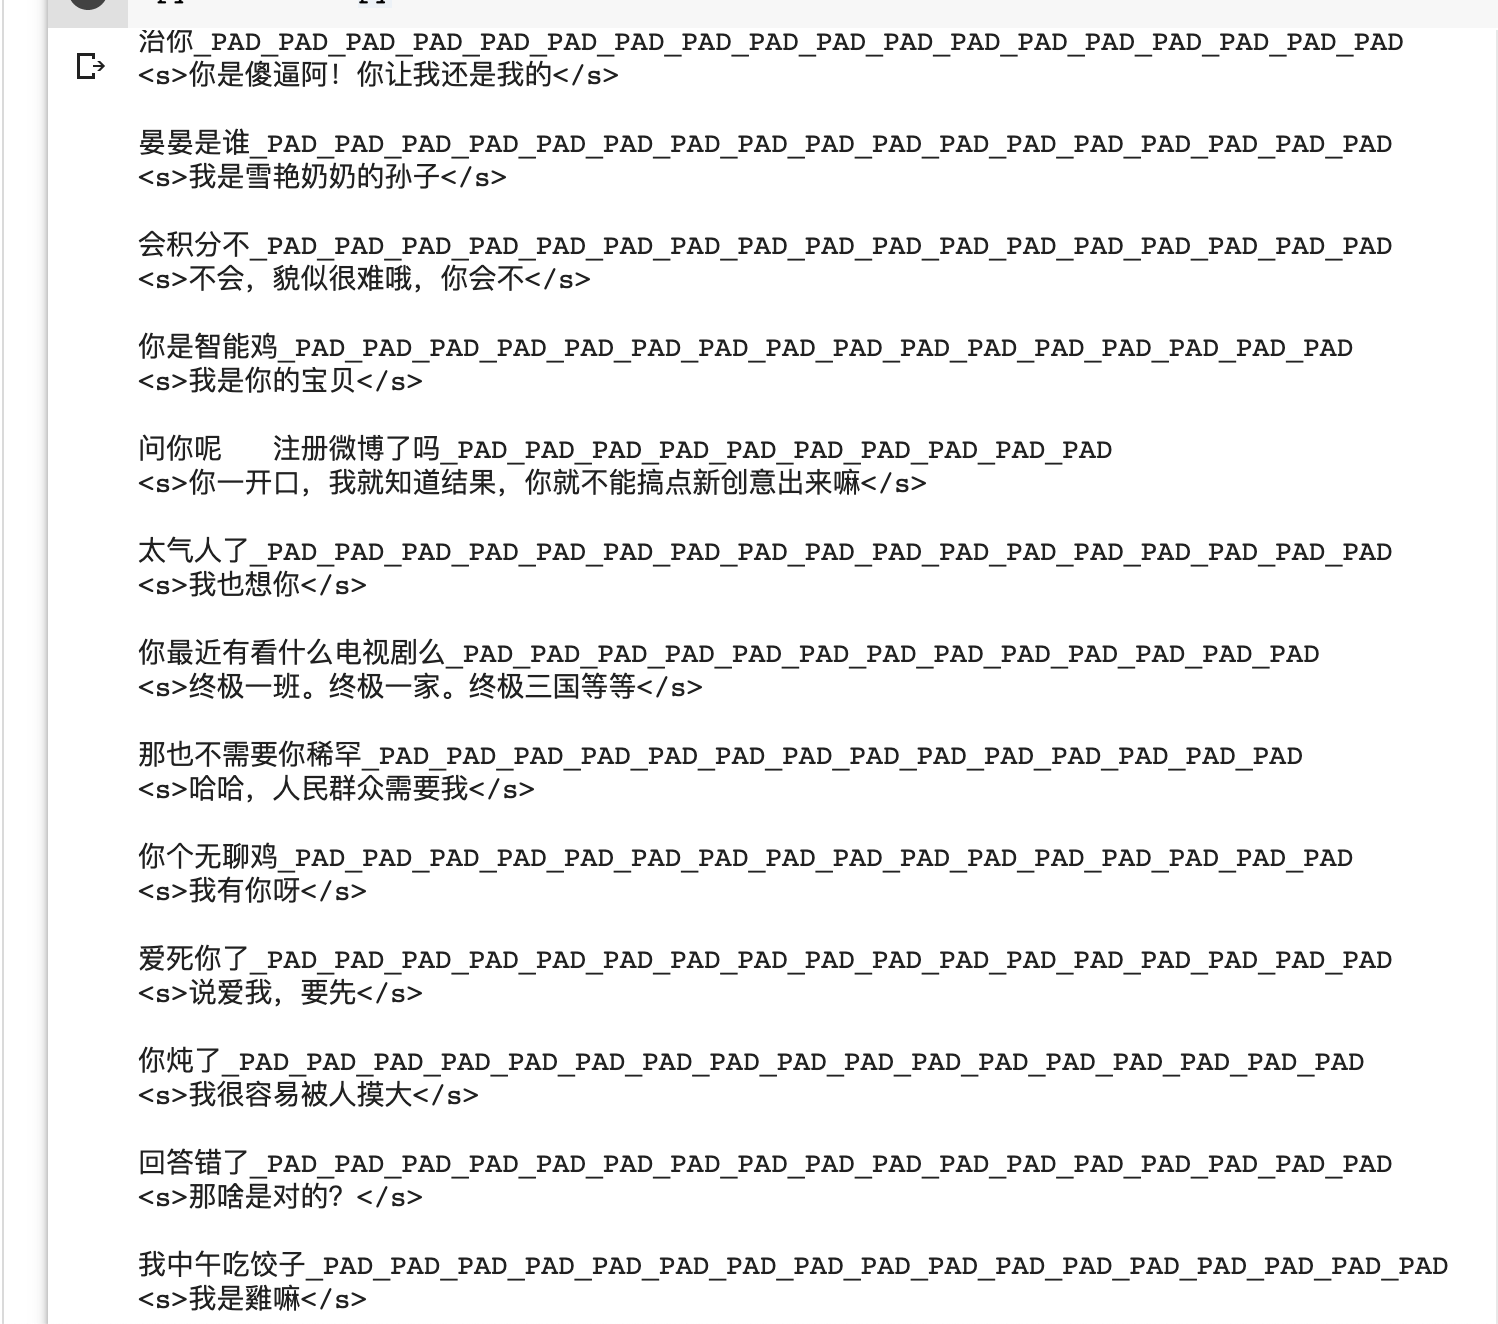 治你_PAD_PAD_PAD_PAD_PAD_PAD_PAD_PAD_PAD_PAD_PAD_PAD_PAD_PAD_PAD_PAD_PAD_PAD
<s>你是傻逼阿！你让我还是我的</s>
晏晏是谁_PAD_PAD_PAD_PAD_PAD_PAD_PAD_PAD_PAD_PAD_PAD_PAD_PAD_PAD_PAD_PAD_PAD
<s>我是雪艳奶奶的孙子</s>
会积分不_PAD_PAD_PAD_PAD_PAD_PAD_PAD_PAD_PAD_PAD_PAD_PAD_PAD_PAD_PAD_PAD_PAD
<s>不会，貌似很难哦，你会不</s>
你是智能鸡_PAD_PAD_PAD_PAD_PAD_PAD_PAD_PAD_PAD_PAD_PAD_PAD_PAD_PAD_PAD_PAD
<s>我是你的宝贝</s>
问你呢   注册微博了吗_PAD_PAD_PAD_PAD_PAD_PAD_PAD_PAD_PAD_PAD
<s>你一开口，我就知道结果，你就不能搞点新创意出来嘛</s>
太气人了_PAD_PAD_PAD_PAD_PAD_PAD_PAD_PAD_PAD_PAD_PAD_PAD_PAD_PAD_PAD_PAD_PAD
<s>我也想你</s>
你最近有看什么电视剧么_PAD_PAD_PAD_PAD_PAD_PAD_PAD_PAD_PAD_PAD_PAD_PAD_PAD
<s>终极一班。终极一家。终极三国等等</s>
那也不需要你稀罕_PAD_PAD_PAD_PAD_PAD_PAD_PAD_PAD_PAD_PAD_PAD_PAD_PAD_PAD
<s>哈哈，人民群众需要我</s>
你个无聊鸡_PAD_PAD_PAD_PAD_PAD_PAD_PAD_PAD_PAD_PAD_PAD_PAD_PAD_PAD_PAD_PAD
<s>我有你呀</s>
爱死你了_PAD_PAD_PAD_PAD_PAD_PAD_PAD_PAD_PAD_PAD_PAD_PAD_PAD_PAD_PAD_PAD_PAD
<s>说爱我，要先</s>
你炖了_PAD_PAD_PAD_PAD_PAD_PAD_PAD_PAD_PAD_PAD_PAD_PAD_PAD_PAD_PAD_PAD_PAD
<s>我很容易被人摸大</s>
回答错了_PAD_PAD_PAD_PAD_PAD_PAD_PAD_PAD_PAD_PAD_PAD_PAD_PAD_PAD_PAD_PAD_PAD
<s>那啥是对的？</s>
我中午吃饺子_PAD_PAD_PAD_PAD_PAD_PAD_PAD_PAD_PAD_PAD_PAD_PAD_PAD_PAD_PAD_PAD_PAD
<s>我是雞嘛</s>